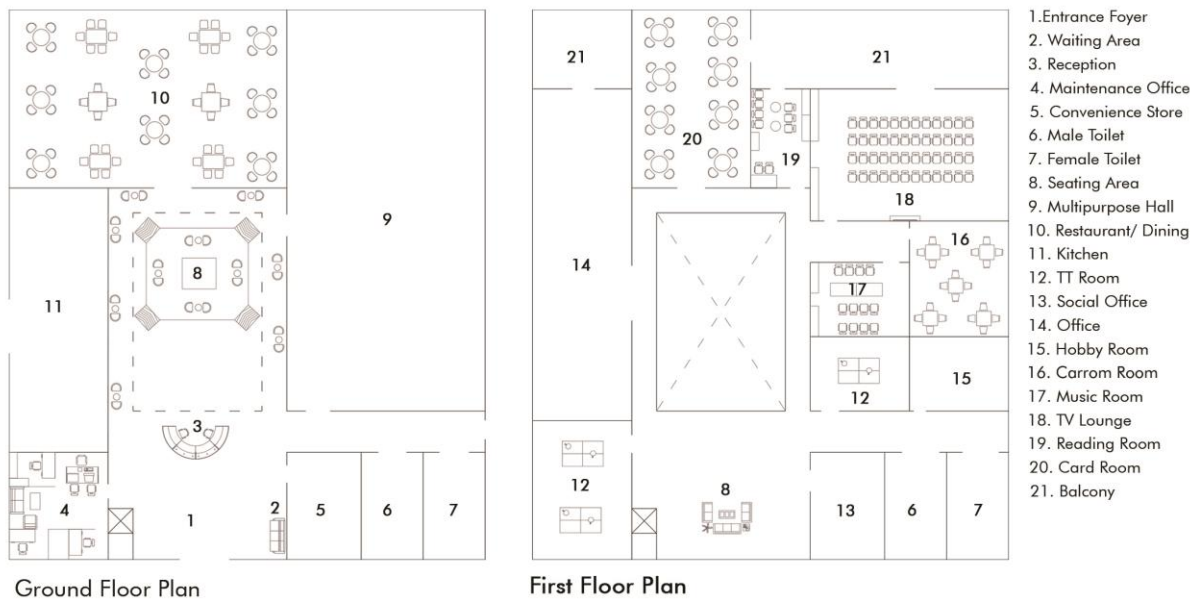 10
9
8
11
3
4
1
2
5
6
7
Ground Floor Plan
21
21
20
19
18
16
14
17
12
15
12
8
13
6
7
First Floor Plan
1.Entrance Foyer
2. Waiting Area
3. Reception
4. Maintenance Office
5. Convenience Store
6. Male Toilet
7. Female Toilet
8. Seating Area
9. Multipurpose Hall
10. Restaurant/ Dining
11. Kitchen
12. TT Room
13. Social Office
14. Office
15. Hobby Room
16. Carrom Room
17. Music Room
18. TV Lounge
19. Reading Room
20. Card Room
21. Balcony